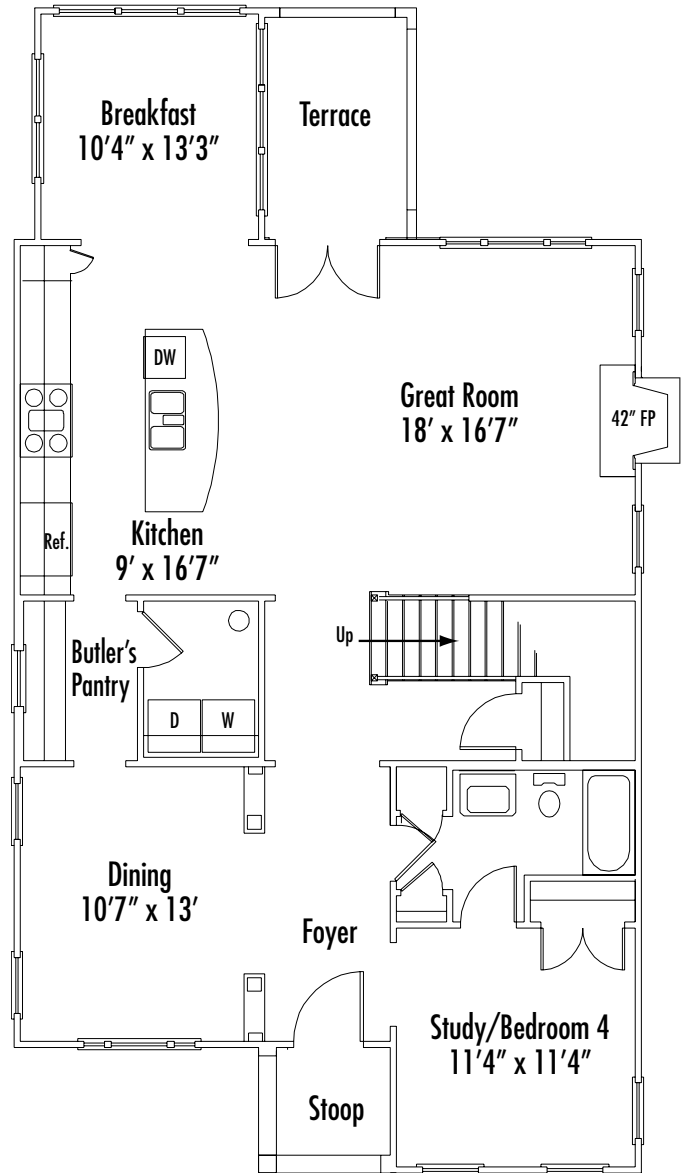 Breakfast
10’4” x 13’3”
Terrace
DW
Great Room
18’ x 16’7”
42” FP
Ref.
Kitchen
9’ x 16’7”
Up
Butler’s
Pantry
D
W
Dining
10’7” x 13’
Foyer
Study/Bedroom 4
11’4” x 11’4”
Stoop